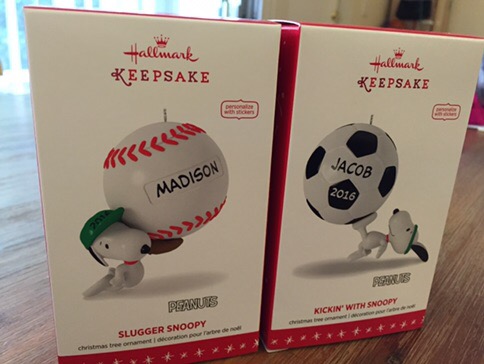 Hallmark
KEEPSAKE
personalize
with stickers
MADISON
PEANUTS
SLUGGER SNOOPY
christmas tree ornament | décoration pour l'arbre de noël
Hallmark
KEEPSAKE
personalize
with stickers
JACOB
2016
PEANUTS
KICKIN' WITH SNOOPY
christmas tree ornament | décoration pour l'arbre de noël